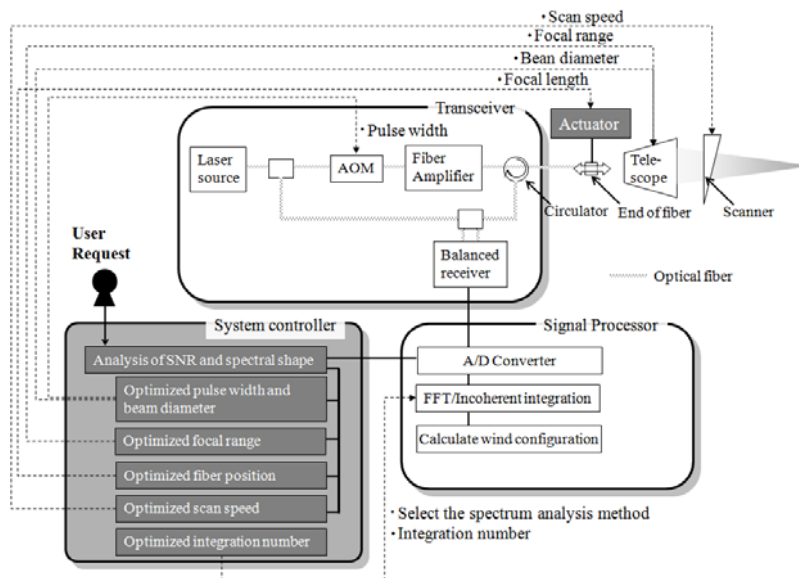 ・Scan speed
・Focal range
・Bean diameter
・Focal length
Transceiver
・Pulse width
Actuator
Laser
source
AOM
Fiber
Amplifier
Tele-
scope
Circulator
End of fiber
Scanner
User
Request
Balanced
receiver
Optical fiber
System controller
Signal Processor
Analysis of SNR and spectral shape
A/D Converter
Optimized pulse width and
beam diameter
FFT/Incoherent integration
Optimized focal range
Calculate wind configuration
Optimized fiber position
Optimized scan speed
・Select the spectrum analysis method
Optimized integration number
・Integration number